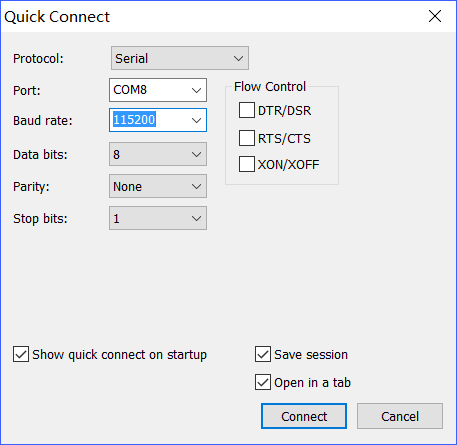 Quick Connect
Protocol: Serial
Port: COM8
Baud rate: 115200
Data bits: 8
Parity: None
Stop bits: 1
Flow Control
DTR/DSR
RTS/CTS
XON/XOFF
Show quick connect on startup
Save session
Open in a tab
Connect Cancel